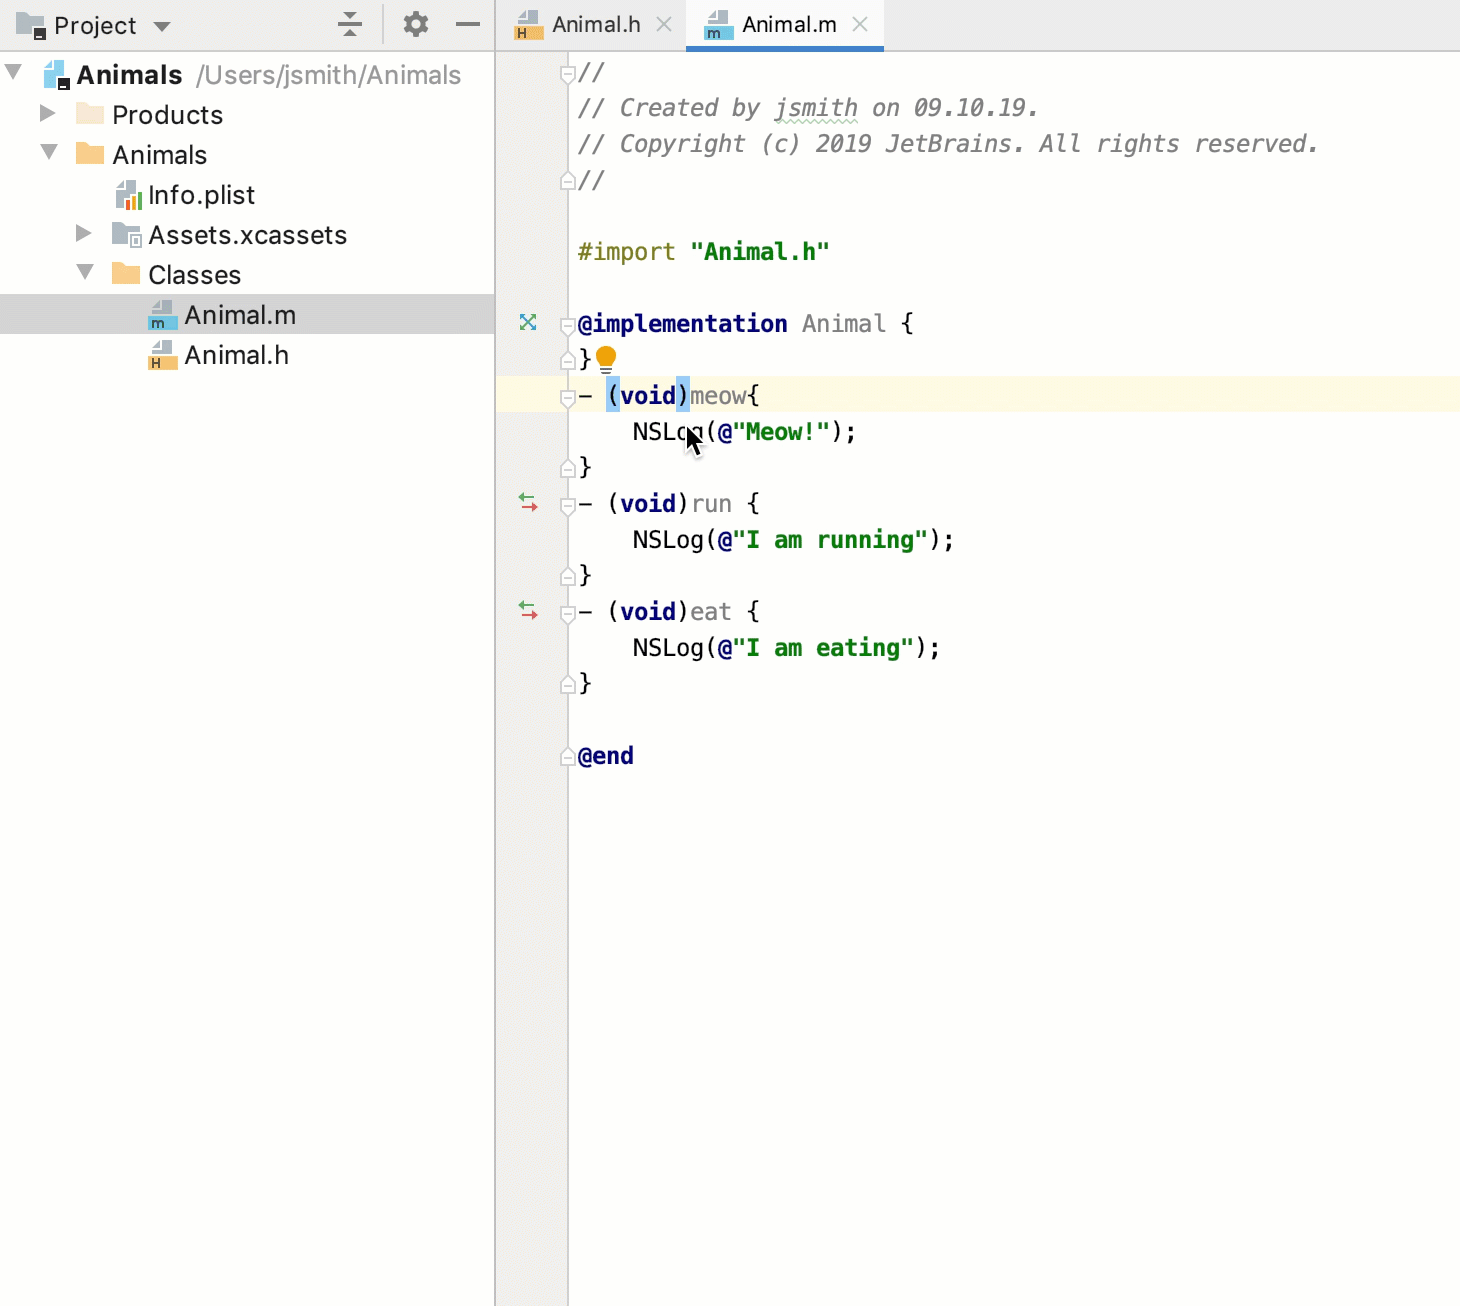 Project
Animals /Users/jsmith/Animals
Products
Animals
Info.plist
Assets.xcassets
Classes
Animal.m
Animal.h
Animal.h
Animal.m
//
// Created by jsmith on 09.10.19.
// Copyright (c) 2019 JetBrains. All rights reserved.
//
#import "Animal.h"
@implementation Animal {
}
- (void)meow{
NSLog(@"Meow!");
}
- (void)run {
NSLog(@"I am running");
}
- (void)eat {
NSLog(@"I am eating");
}
@end